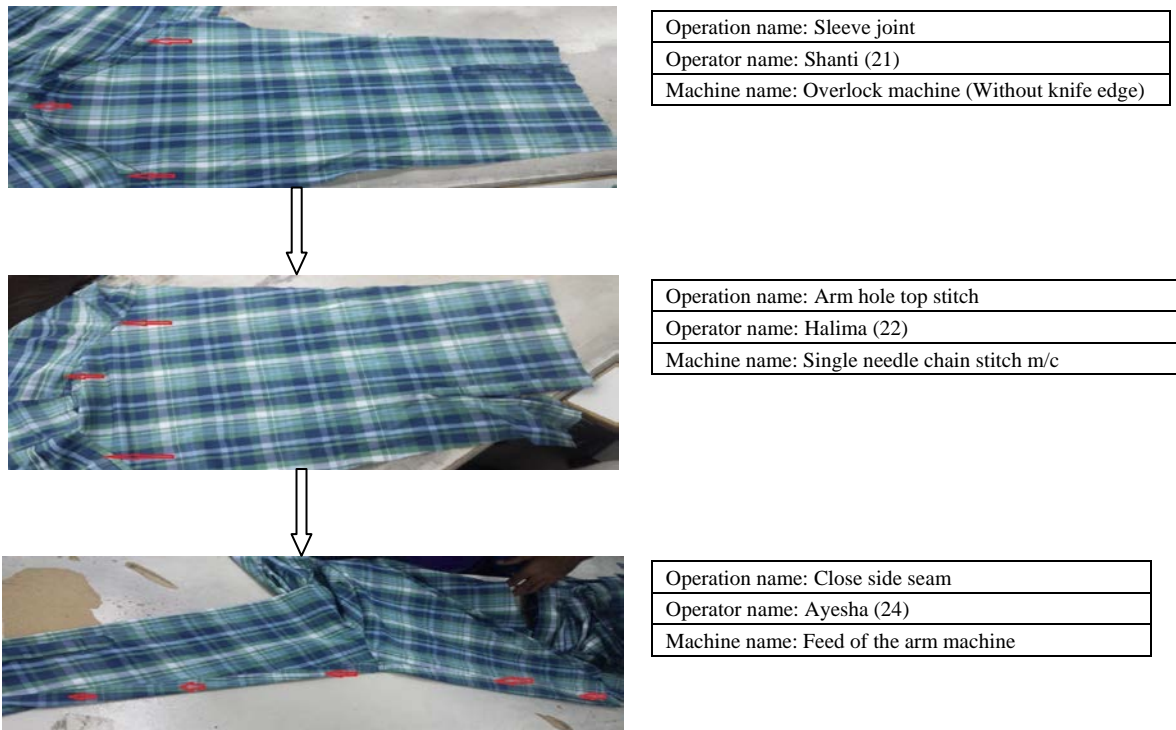 Operation name: Sleeve joint
Operator name: Shanti (21)
Machine name: Overlock machine (Without knife edge)
Operation name: Arm hole top stitch
Operator name: Halima (22)
Machine name: Single needle chain stitch m/c
Operation name: Close side seam
Operator name: Ayesha (24)
Machine name: Feed of the arm machine